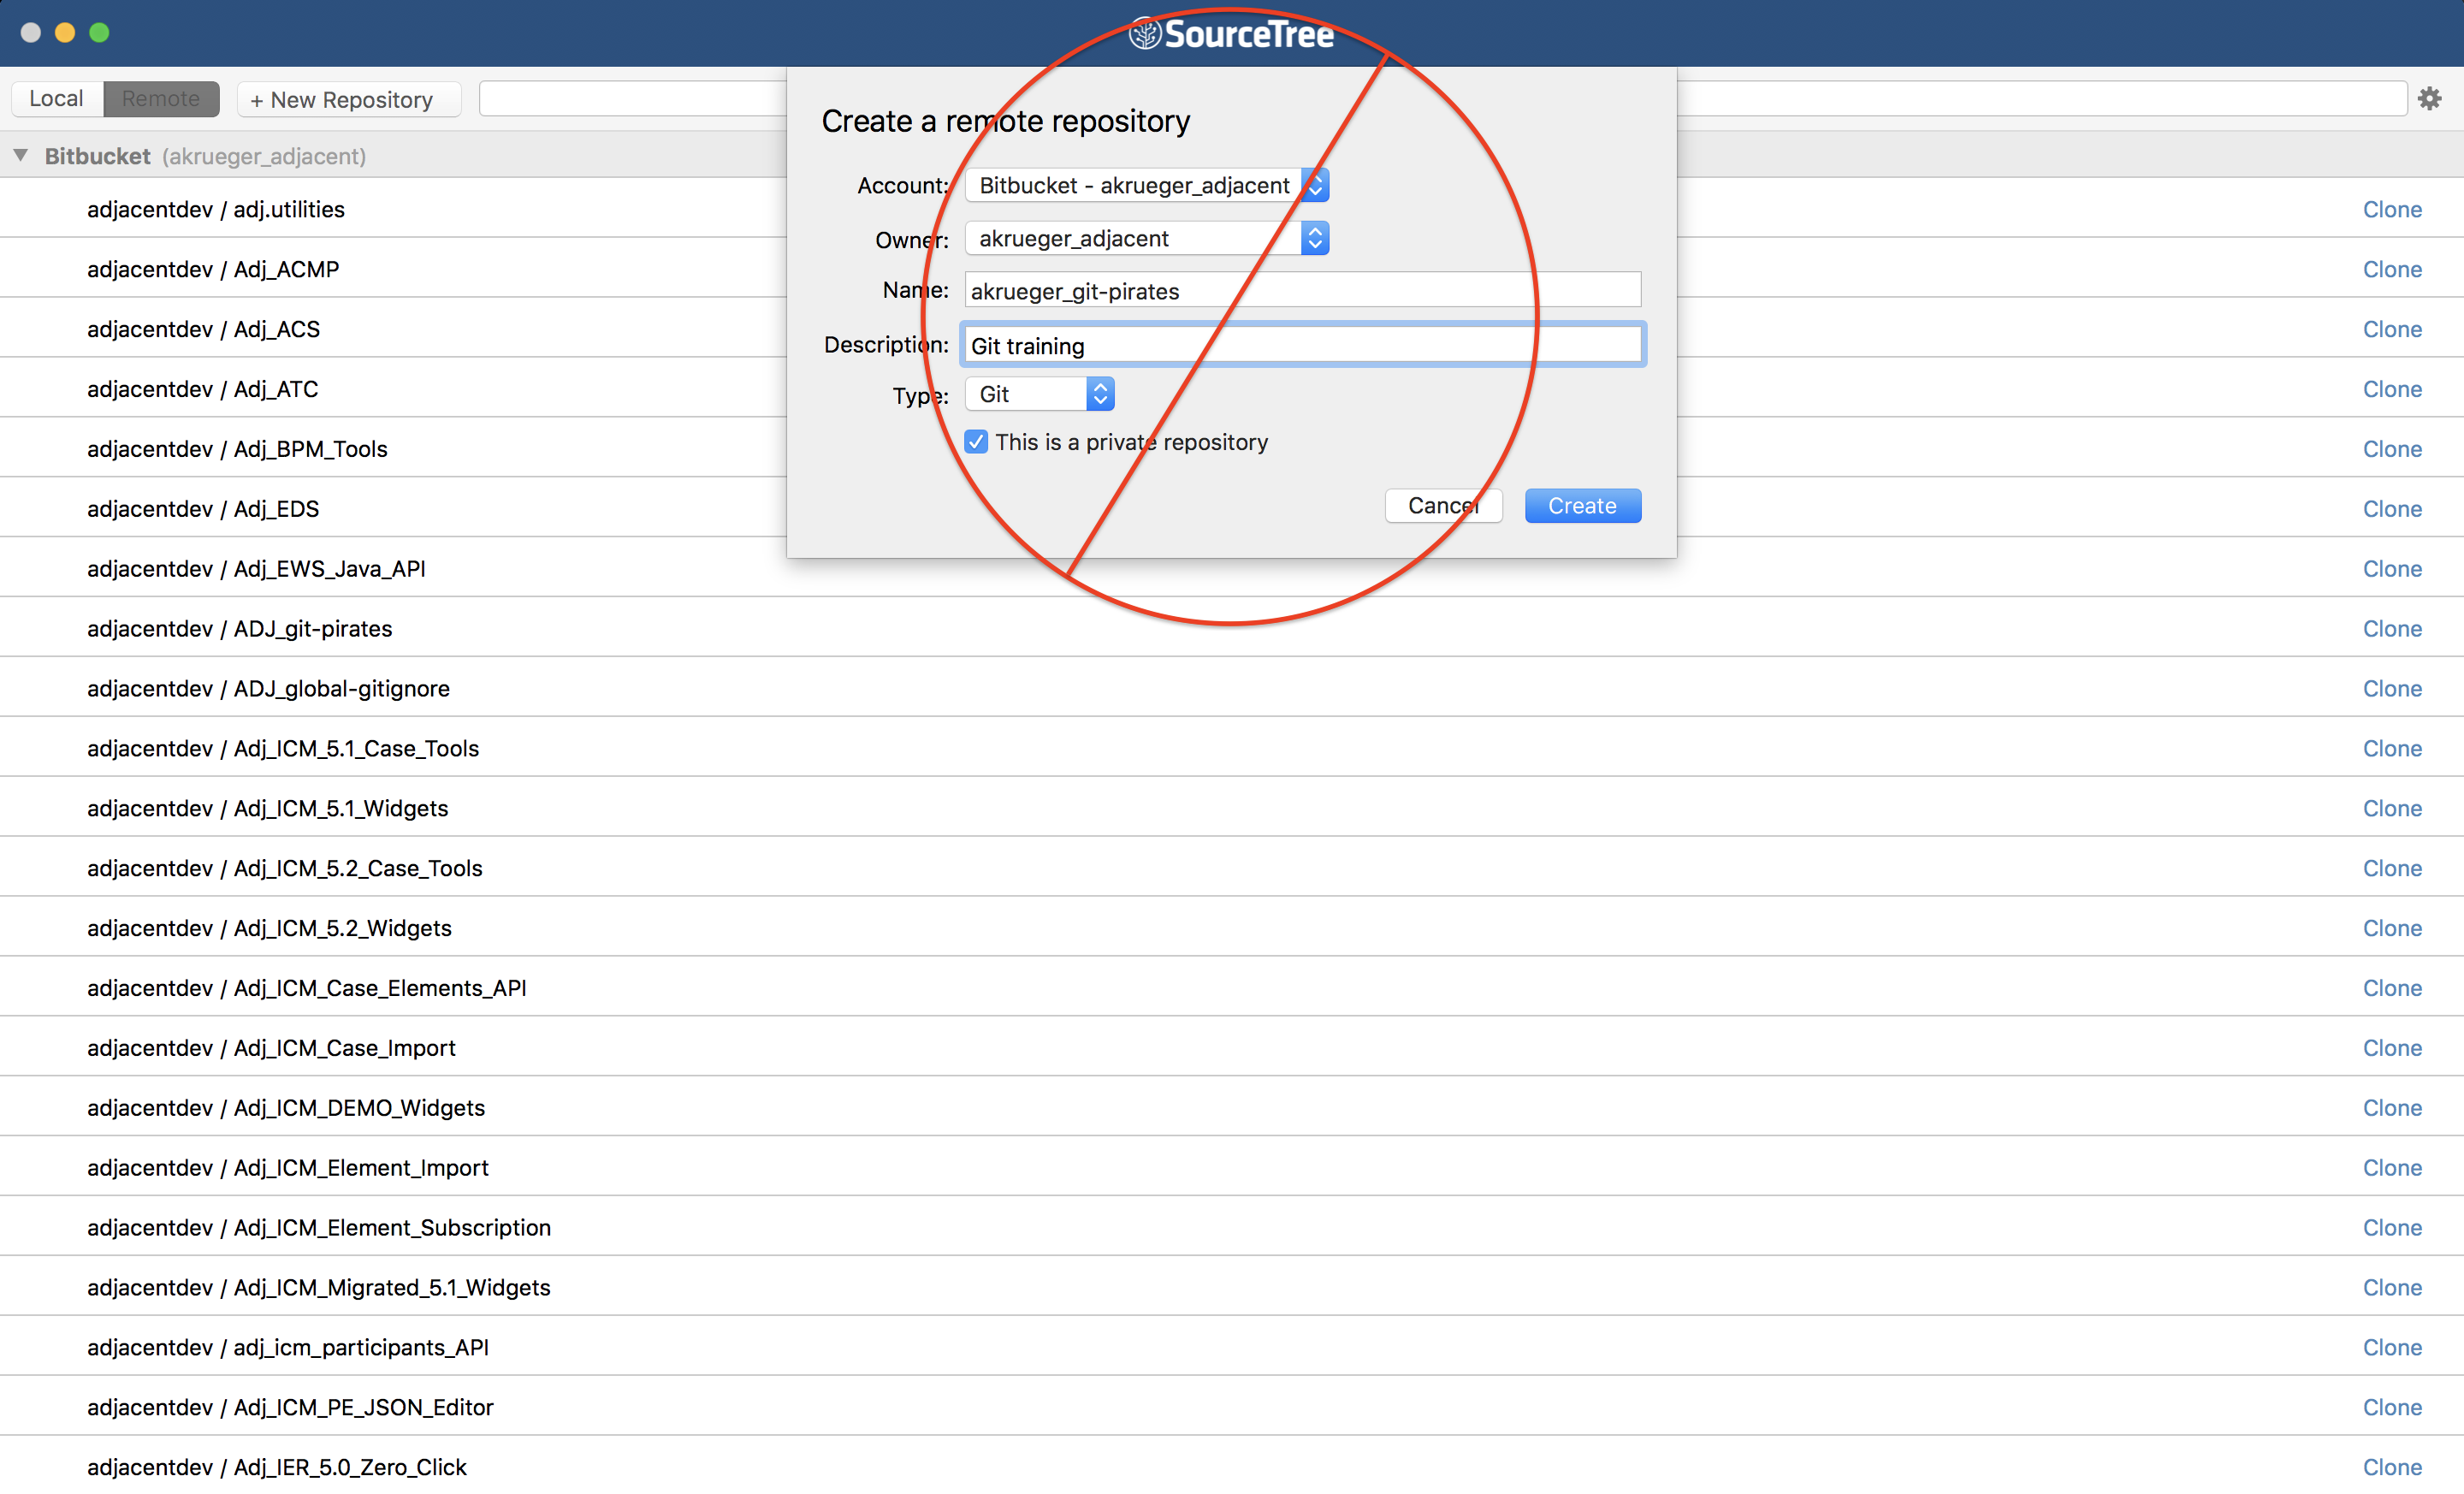 SourceTree
Local Remote + New Repository
Bitbucket (akrueger_adjacent)
Create a remote repository
Account: Bitbucket - akrueger_adjacent
Owner: akrueger_adjacent
Name: akrueger_git-pirates
Description: Git training
Type: Git
This is a private repository
Cancel Create
adjacentdev / adj.utilities Clone
adjacentdev / Adj_ACMP Clone
adjacentdev / Adj_ACS Clone
adjacentdev / Adj_ATC Clone
adjacentdev / Adj_BPM_Tools Clone
adjacentdev / Adj_EDS Clone
adjacentdev / Adj_EWS_Java_API Clone
adjacentdev / ADJ_git-pirates Clone
adjacentdev / ADJ_global-gitignore Clone
adjacentdev / Adj_ICM_5.1_Case_Tools Clone
adjacentdev / Adj_ICM_5.1_Widgets Clone
adjacentdev / Adj_ICM_5.2_Case_Tools Clone
adjacentdev / Adj_ICM_5.2_Widgets Clone
adjacentdev / Adj_ICM_Case_Elements_API Clone
adjacentdev / Adj_ICM_Case_Import Clone
adjacentdev / Adj_ICM_DEMO_Widgets Clone
adjacentdev / Adj_ICM_Element_Import Clone
adjacentdev / Adj_ICM_Element_Subscription Clone
adjacentdev / Adj_ICM_Migrated_5.1_Widgets Clone
adjacentdev / adj_icm_participants_API Clone
adjacentdev / Adj_ICM_PE_JSON_Editor Clone
adjacentdev / Adj_IER_5.0_Zero_Click Clone